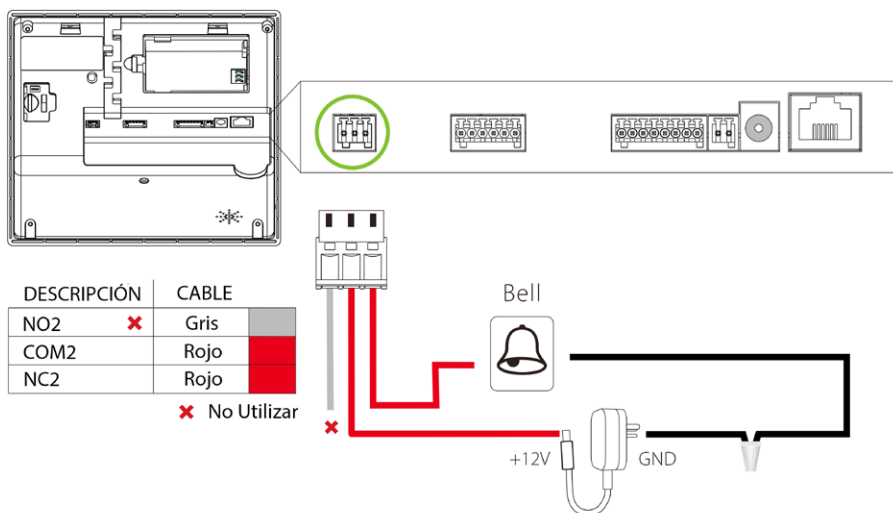 DESCRIPCIÓN CABLE
NO2 ✖ Gris
COM2 Rojo
NC2 Rojo
✖ No Utilizar
Bell
+12V GND